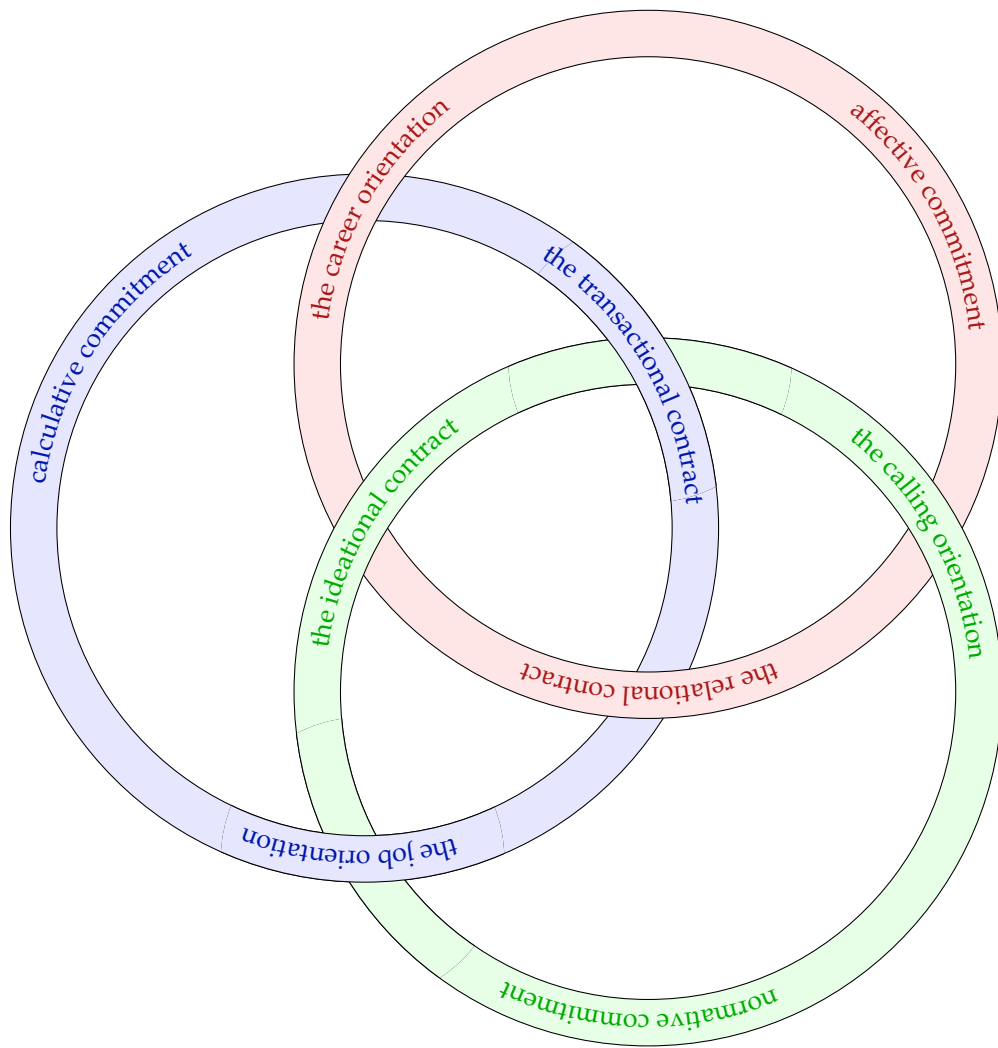 the career orientation
affective commitment
calculative commitment
the transactional contract
the ideational contract
the calling orientation
the relational contract
the job orientation
normative commitment